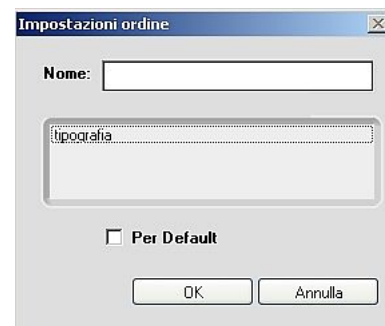 Impostazioni ordine
Nome:
tipografia
Per Default
OK Annulla